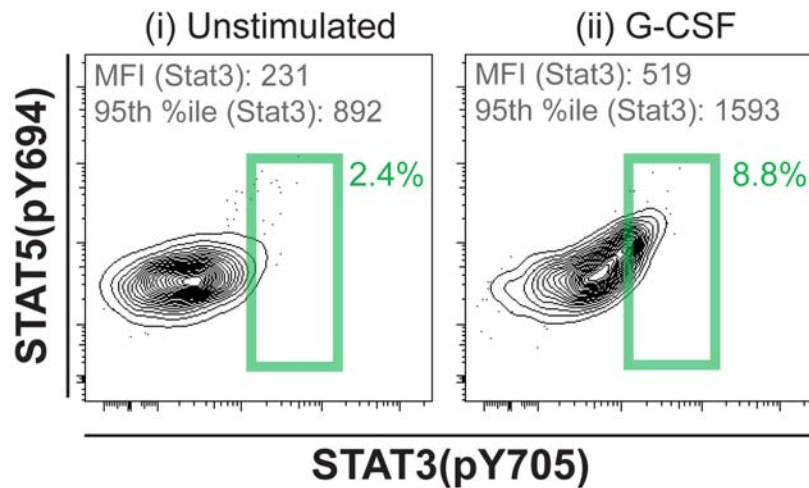 (i) Unstimulated
(ii) G-CSF
MFI (Stat3): 231
95th %ile (Stat3): 892
2.4%
MFI (Stat3): 519
95th %ile (Stat3): 1593
8.8%
STAT5(pY694)
STAT3(pY705)